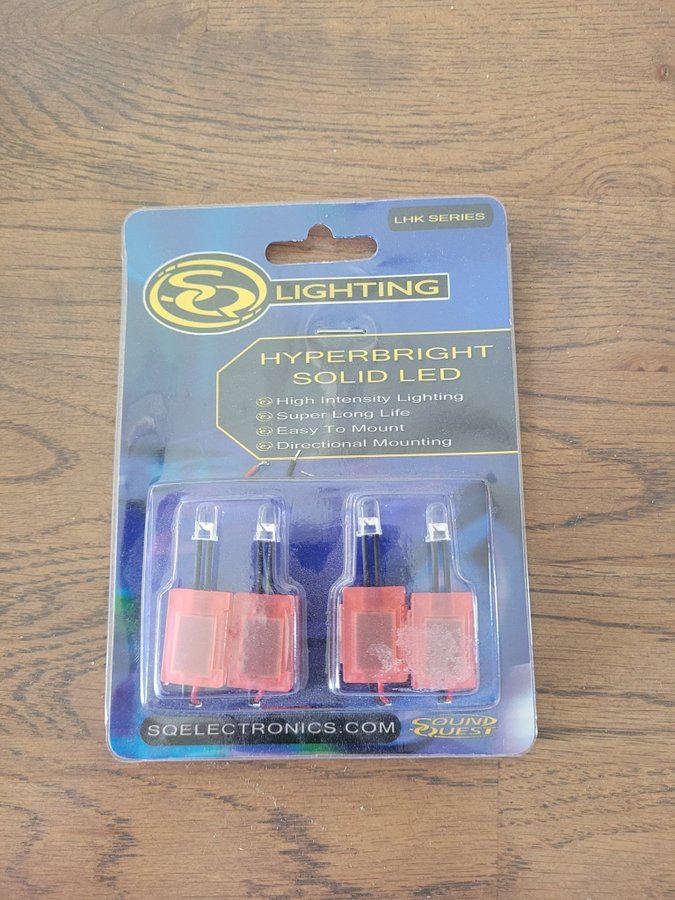 LHK SERIES
SQ LIGHTING
HYPERBRIGHT
SOLID LED
High Intensity Lighting
Super Long Life
Easy To Mount
Directional Mounting
SQELECTRONICS.COM
SOUND
QUEST